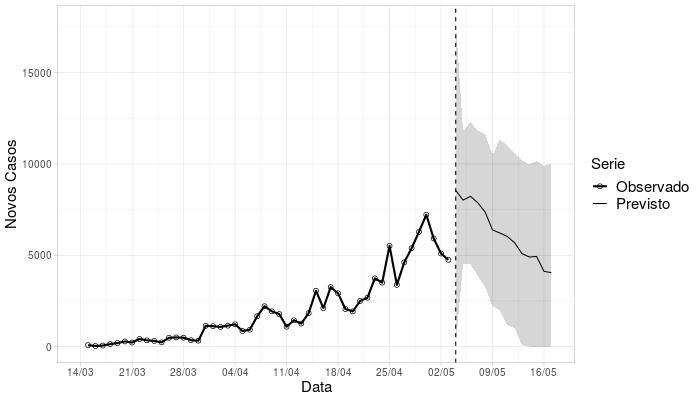 15000
10000
5000
0
Novos Casos
14/03
21/03
28/03
04/04
11/04
18/04
25/04
02/05
09/05
16/05
Data
Serie
Observado
Previsto